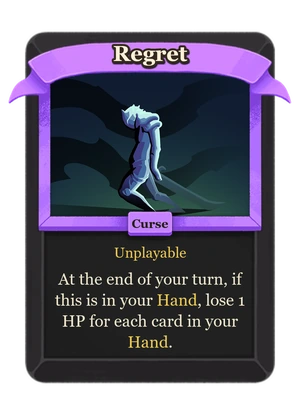 Regret
Curse
Unplayable
At the end of your turn, if
this is in your Hand, lose 1
HP for each card in your
Hand.